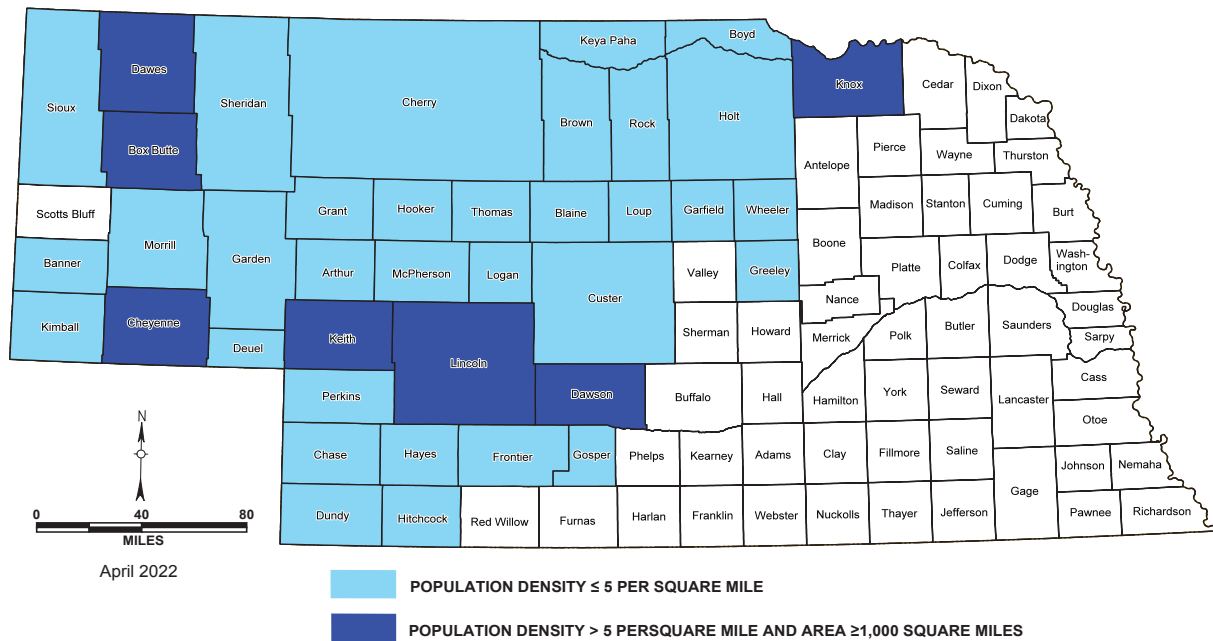 Keya Paha
Boyd
Dawes
Knox
Cedar
Dixon
Sioux
Sheridan
Cherry
Brown
Rock
Holt
Dakota
Box Butte
Antelope
Pierce
Wayne
Thurston
Scotts Bluff
Grant
Hooker
Thomas
Blaine
Loup
Garfield
Wheeler
Madison
Stanton
Cuming
Burt
Morrill
Garden
Boone
Banner
Arthur
McPherson
Logan
Custer
Valley
Greeley
Platte
Colfax
Dodge
Wash-
ington
Nance
Kimball
Cheyenne
Deuel
Keith
Lincoln
Sherman
Howard
Merrick
Polk
Butler
Saunders
Douglas
Sarpy
Perkins
Dawson
Buffalo
Hall
Hamilton
York
Seward
Lancaster
Cass
Otoe
Chase
Hayes
Frontier
Gosper
Phelps
Kearney
Adams
Clay
Fillmore
Saline
Johnson
Nemaha
Gage
Dundy
Hitchcock
Red Willow
Furnas
Harlan
Franklin
Webster
Nuckolls
Thayer
Jefferson
Pawnee
Richardson
N
0
40
80
MILES
April 2022
POPULATION DENSITY ≤ 5 PER SQUARE MILE
POPULATION DENSITY > 5 PERSQUARE MILE AND AREA ≥1,000 SQUARE MILES